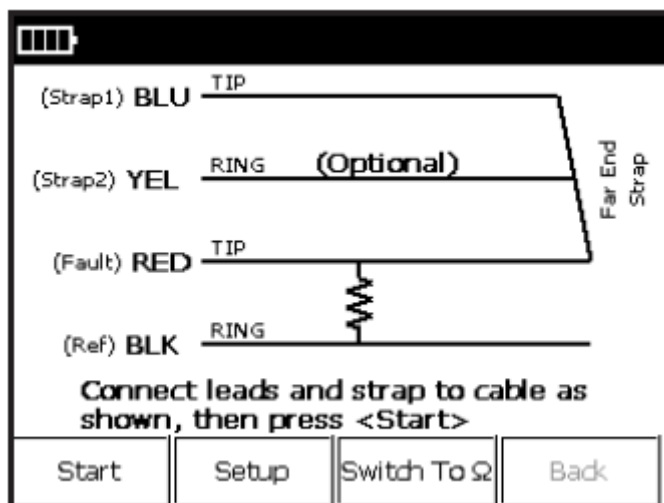 (Strap1) BLU TIP
(Strap2) YEL RING (Optional)
(Fault) RED TIP
(Ref) BLK RING
Far End
Strap
Connect leads and strap to cable as
shown, then press <Start>
Start Setup Switch To Ω Back